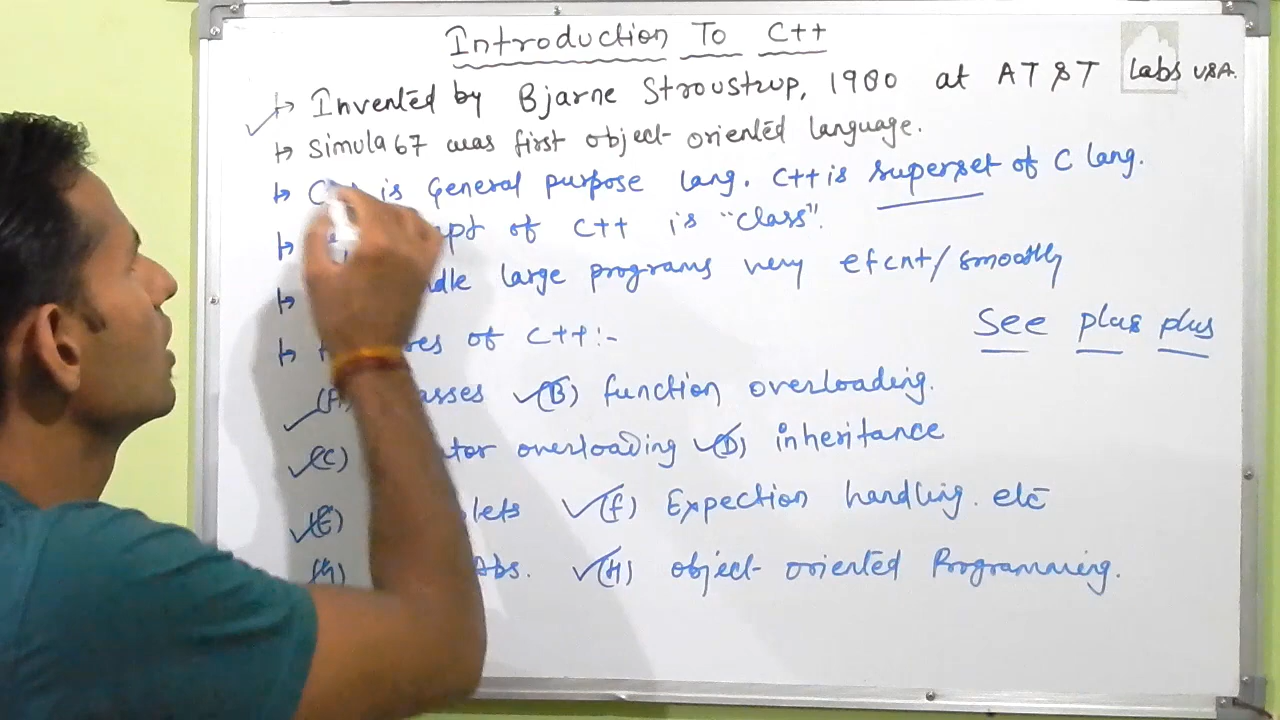 Introduction To C++
Invented by Bjarne Stroustrup, 1980 at AT&T Labs USA.
Simula67 was first object-oriented language.
C++ is General purpose lang. C++ is superset of C lang.
of C++ is "class".
large programs very efcnt/smoothly
See plus plus
of C++:-
(A) (B) function overloading.
(C) overloading (D) inheritance
(E) (F) Expection handling. etc
Abs. (H) object-oriented Programming.